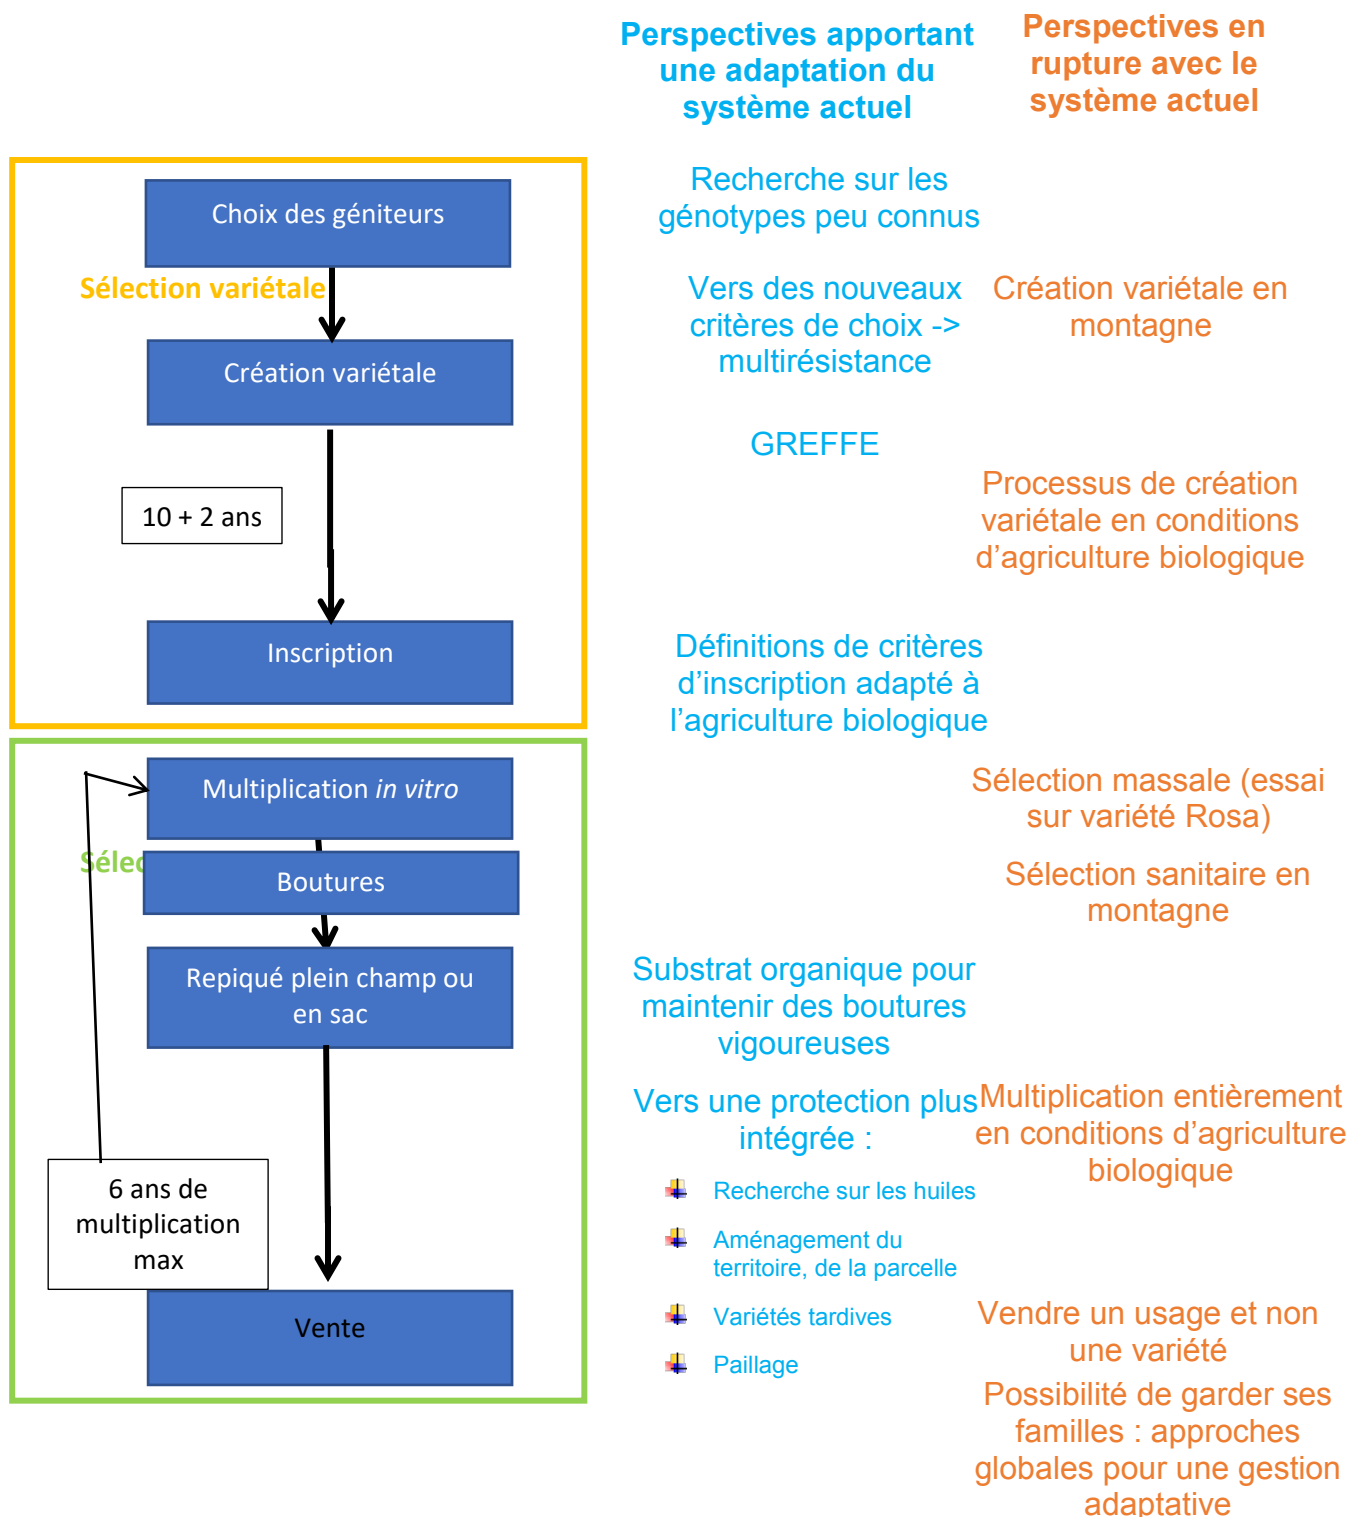 Perspectives apportant
une adaptation du
système actuel
Perspectives en
rupture avec le
système actuel
Choix des géniteurs
Sélection variétale
Création variétale
10 + 2 ans
Inscription
Recherche sur les
génotypes peu connus
Vers des nouveaux
critères de choix ->
multirésistance
Création variétale en
montagne
GREFFE
Processus de création
variétale en conditions
d’agriculture biologique
Définitions de critères
d’inscription adapté à
l’agriculture biologique
Multiplication in vitro
Boutures
Repiqué plein champ ou
en sac
6 ans de
multiplication
max
Vente
Sélection massale (essai
sur variété Rosa)
Sélection sanitaire en
montagne
Substrat organique pour
maintenir des boutures
vigoureuses
Vers une protection plus
intégrée :
Recherche sur les huiles
Aménagement du
territoire, de la parcelle
Variétés tardives
Paillage
Multiplication entièrement
en conditions d’agriculture
biologique
Vendre un usage et non
une variété
Possibilité de garder ses
familles : approches
globales pour une gestion
adaptative